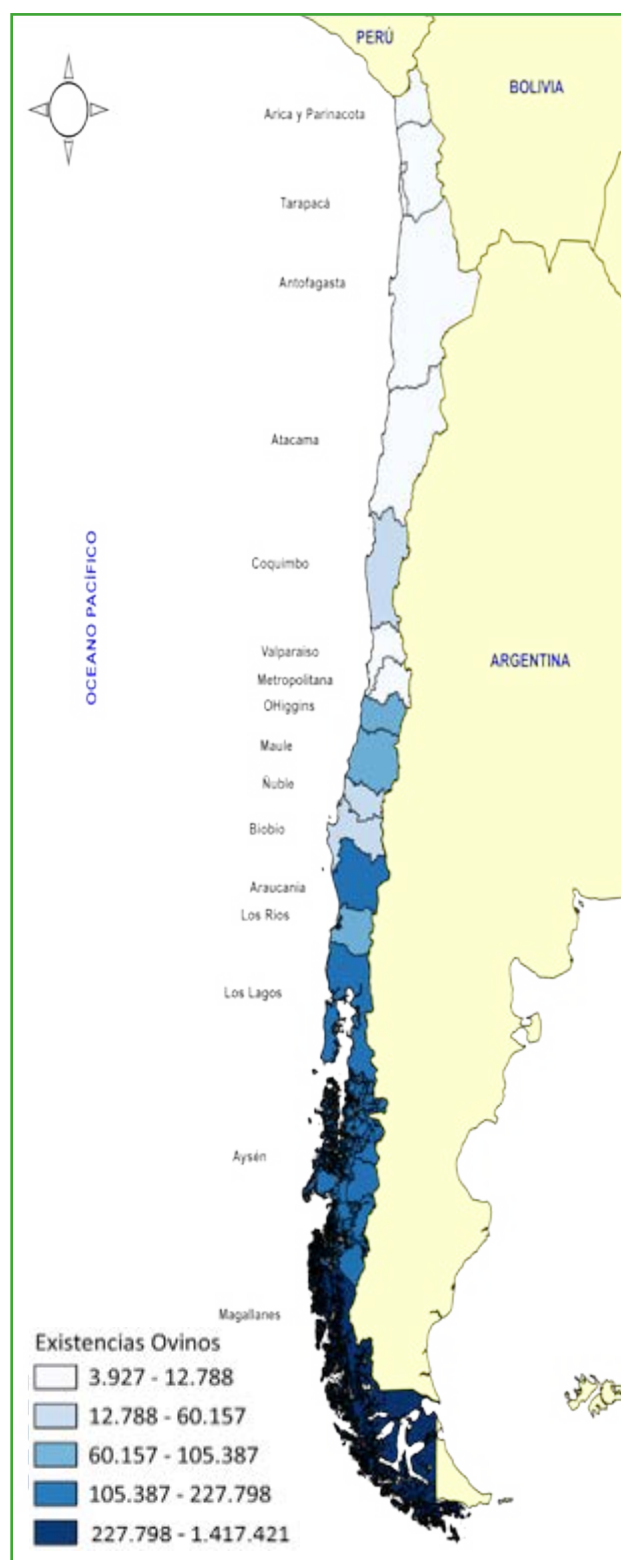 PERÚ
BOLIVIA
Arica y Parinacota
Tarapacá
Antofagasta
Atacama
OCEANO PACÍFICO
Coquimbo
Valparaiso
ARGENTINA
Metropolitana
OHiggins
Maule
Ñuble
Biobio
Araucania
Los Rios
Los Lagos
Aysén
Magallanes
Existencias Ovinos
3.927 - 12.788
12.788 - 60.157
60.157 - 105.387
105.387 - 227.798
227.798 - 1.417.421